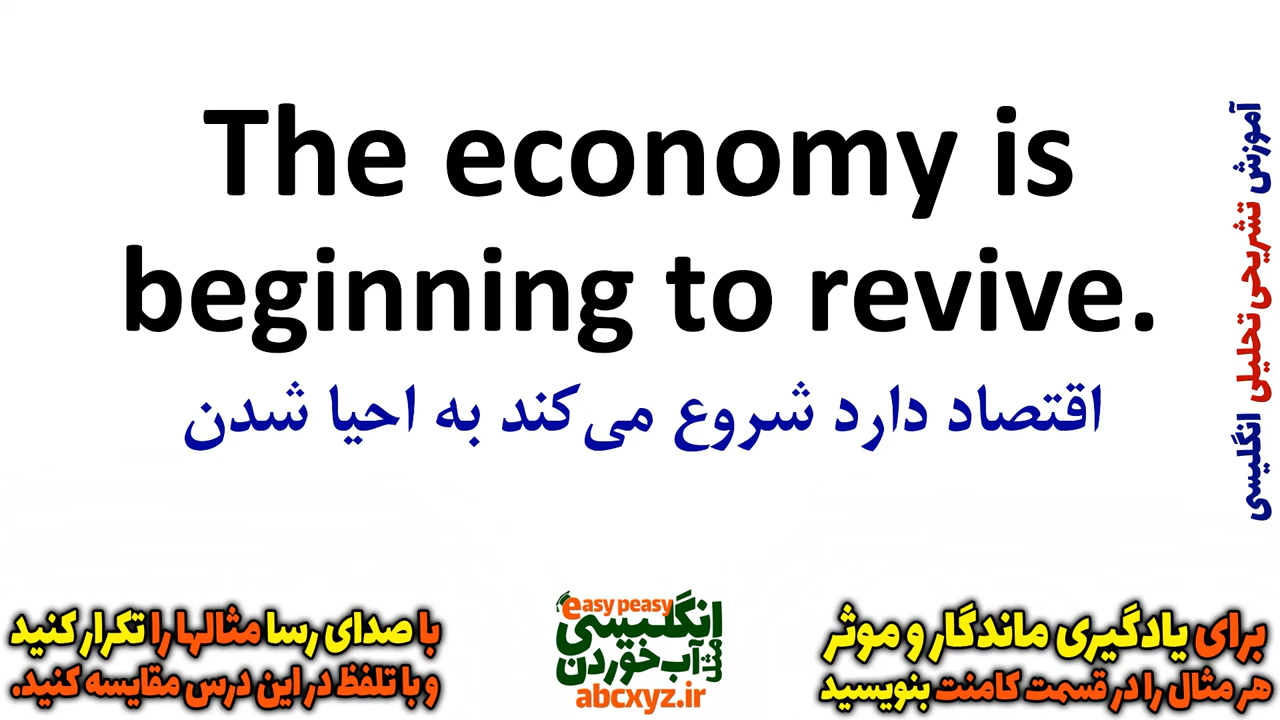 The economy is
beginning to revive.
اقتصاد دارد شروع می‌کند به احیا شدن
آموزش تشریحی تحلیلی انگلیسی
با صدای رسا مثالها را تکرار کنید
و با تلفظ در این درس مقایسه کنید.
easy peasy
انگلیسی
مثل
آب خوردن
abcxyz.ir
برای یادگیری ماندگار و موثر
هر مثال را در قسمت کامنت بنویسید